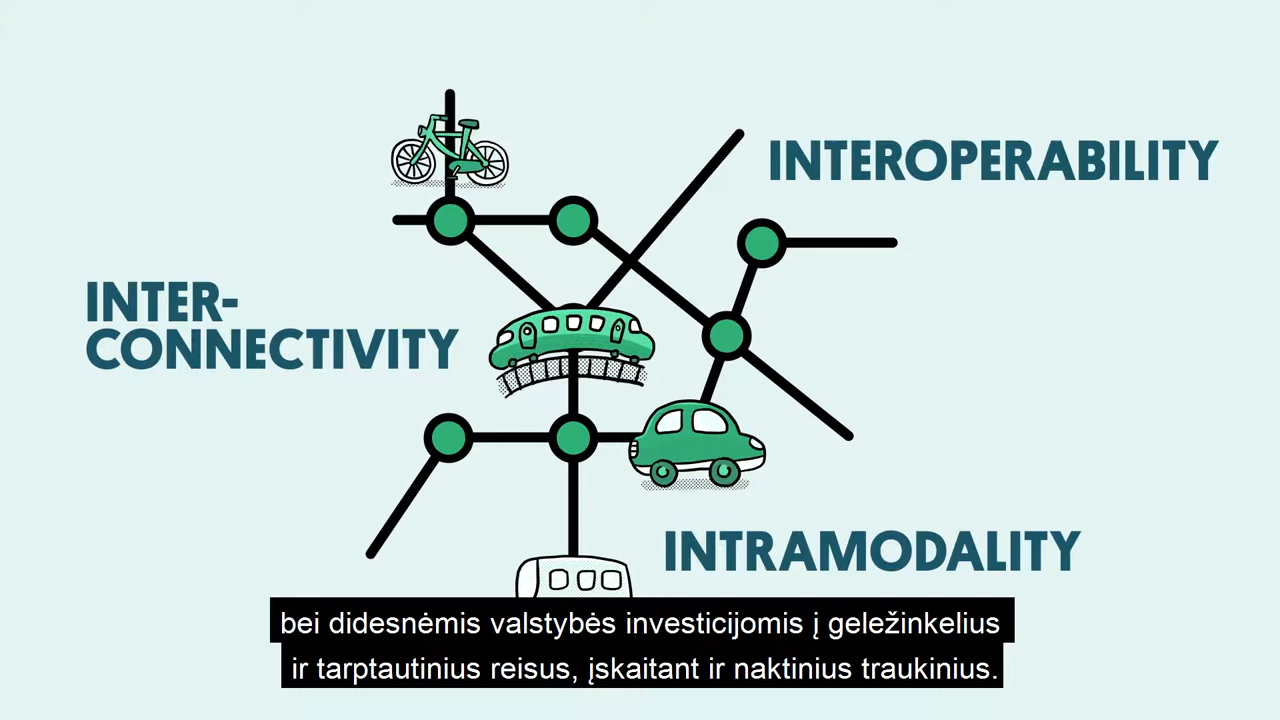 INTEROPERABILITY
INTER-
CONNECTIVITY
INTRAMODALITY
bei didesnėmis valstybės investicijomis į geležinkelius
ir tarptautinius reisus, įskaitant ir naktinius traukinius.